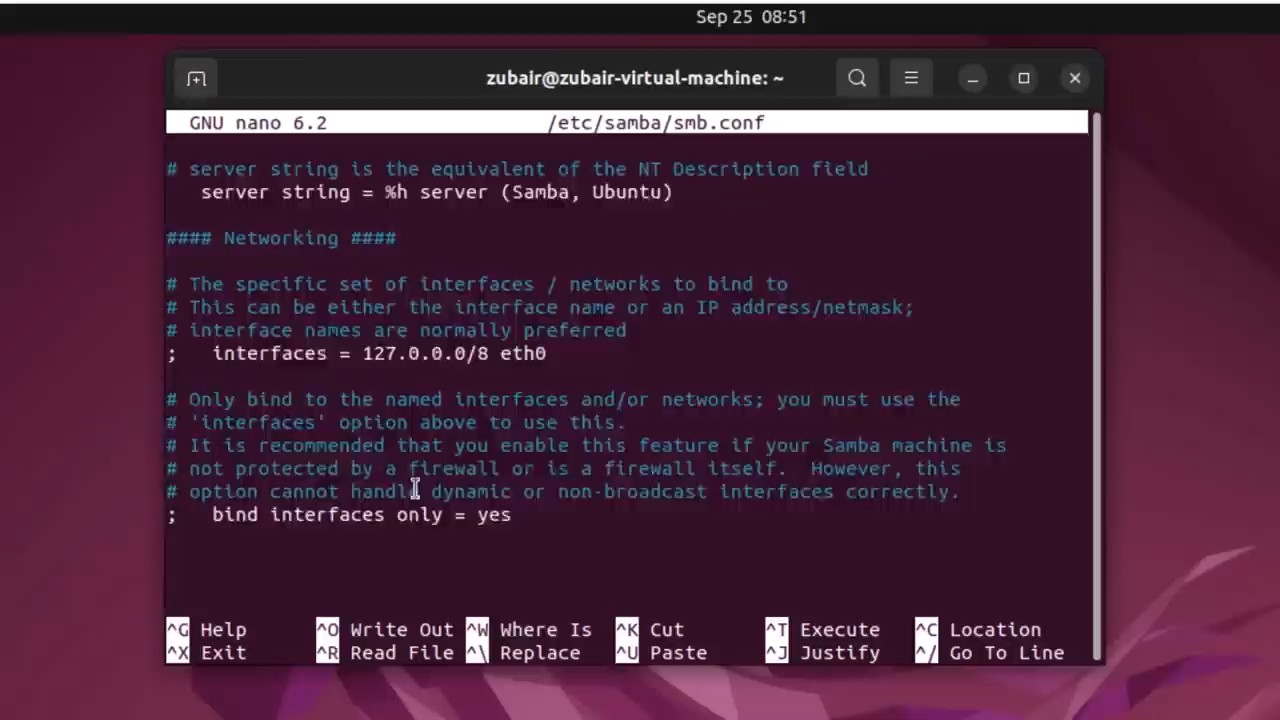 Sep 25 08:51
zubair@zubair-virtual-machine: ~
GNU nano 6.2 /etc/samba/smb.conf
# server string is the equivalent of the NT Description field
server string = %h server (Samba, Ubuntu)
#### Networking ####
# The specific set of interfaces / networks to bind to
# This can be either the interface name or an IP address/netmask;
# interface names are normally preferred
; interfaces = 127.0.0.0/8 eth0
# Only bind to the named interfaces and/or networks; you must use the
# 'interfaces' option above to use this.
# It is recommended that you enable this feature if your Samba machine is
# not protected by a firewall or is a firewall itself. However, this
# option cannot handle dynamic or non-broadcast interfaces correctly.
; bind interfaces only = yes
^G Help ^O Write Out ^W Where Is ^K Cut ^T Execute ^C Location
^X Exit ^R Read File ^\ Replace ^U Paste ^J Justify ^/ Go To Line